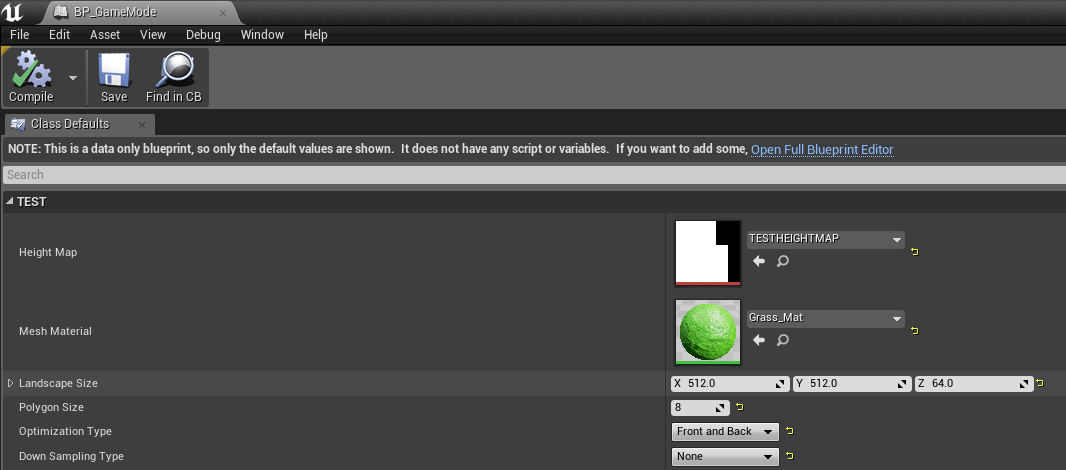 BP_GameMode
File Edit Asset View Debug Window Help
Compile Save Find in CB
Class Defaults
NOTE: This is a data only blueprint, so only the default values are shown.  It does not have any script or variables.  If you want to add some, Open Full Blueprint Editor
Search
TEST
Height Map TESTHEIGHTMAP
Mesh Material Grass_Mat
Landscape Size X 512.0 Y 512.0 Z 64.0
Polygon Size 8
Optimization Type Front and Back
Down Sampling Type None